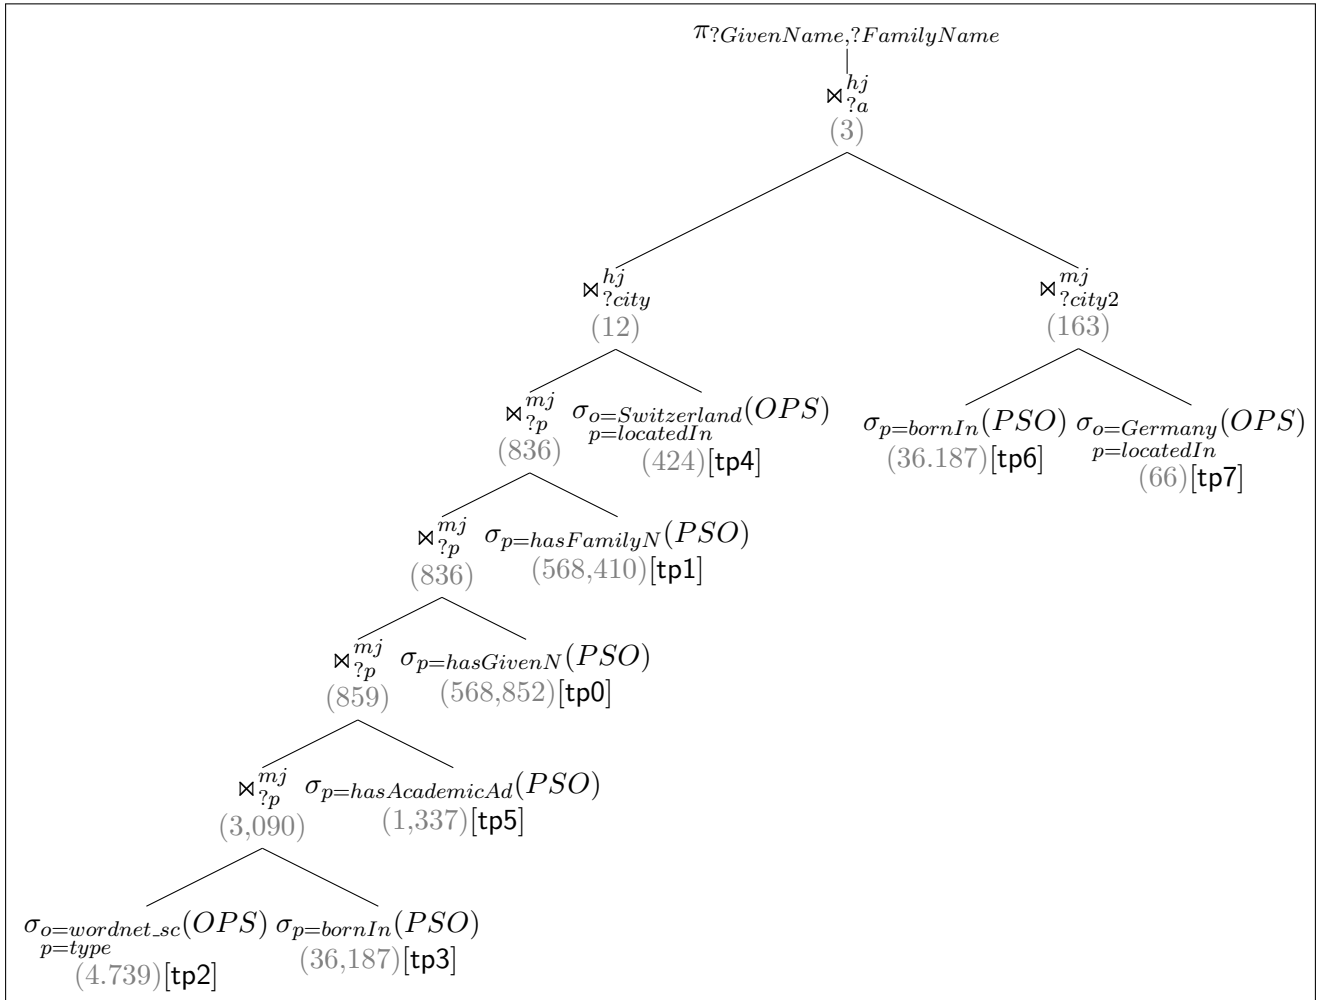 π?GivenName,?FamilyName
⋈hj?a
(3)
⋈hj?city
(12)
⋈mj?city2
(163)
⋈mj?p
(836)
σo=Switzerland(OPS)
p=locatedIn
(424)[tp4]
σp=bornIn(PSO)
(36.187)[tp6]
σo=Germany(OPS)
p=locatedIn
(66)[tp7]
⋈mj?p
(836)
σp=hasFamilyN(PSO)
(568,410)[tp1]
⋈mj?p
(859)
σp=hasGivenN(PSO)
(568,852)[tp0]
⋈mj?p
(3,090)
σp=hasAcademicAd(PSO)
(1,337)[tp5]
σo=wordnet_sc(OPS)
p=type
(4.739)[tp2]
σp=bornIn(PSO)
(36,187)[tp3]